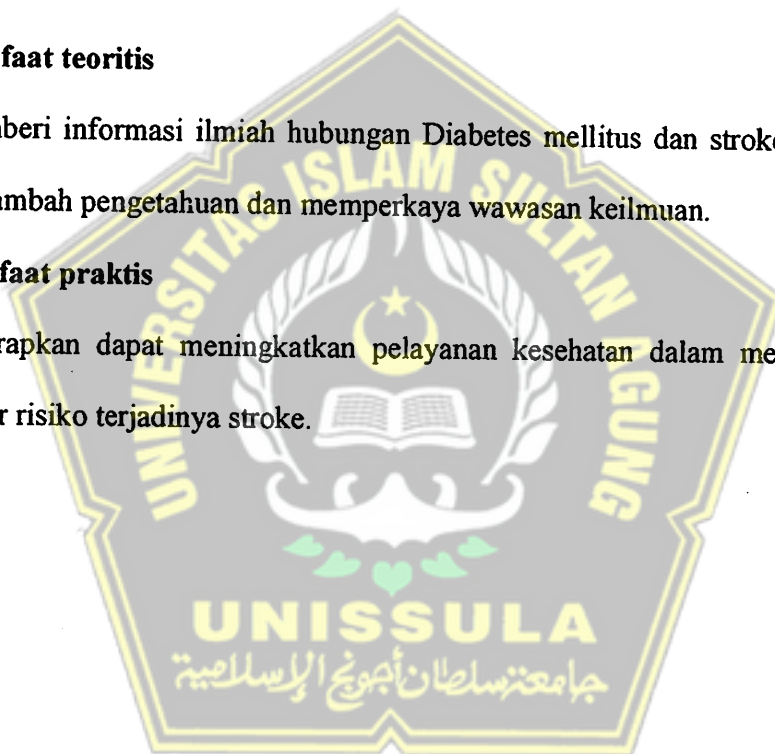 faat teoritis
beri informasi ilmiah hubungan Diabetes mellitus dan stroke
ambah pengetahuan dan memperkaya wawasan keilmuan.
faat praktis
rapkan dapat meningkatkan pelayanan kesehatan dalam me
r risiko terjadinya stroke.
UNIVERSITAS ISLAM SULTAN AGUNG
UNISSULA
جامعة سلطان أجونج الإسلامية